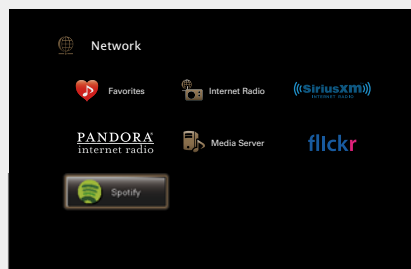 Network
Favorites
Internet Radio
((SiriusXM))
INTERNET RADIO
PANDORA®
internet radio
Media Server
flickr
Spotify